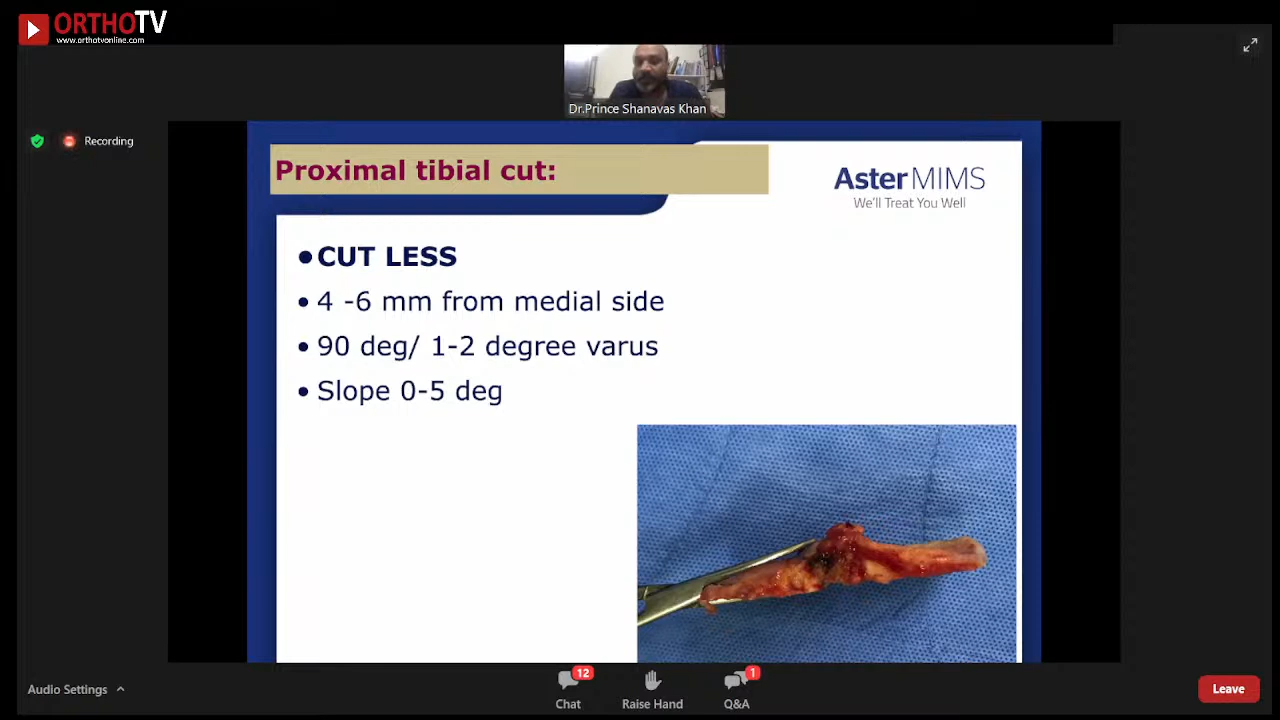 ORTHOTV
www.orthotvonline.com
Dr.Prince Shanavas Khan
Recording
Proximal tibial cut:
AsterMIMS
We'll Treat You Well
•CUT LESS
• 4 -6 mm from medial side
• 90 deg/ 1-2 degree varus
• Slope 0-5 deg
Audio Settings
12
Chat
Raise Hand
1
Q&A
Leave